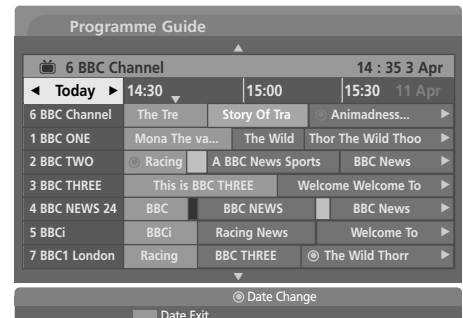 Programme Guide
6 BBC Channel 14 : 35 3 Apr
Today 14:30 15:00 15:30 11 Apr
6 BBC Channel The Tre Story Of Tra Animadness...
1 BBC ONE Mona The va... The Wild Thor The Wild Thoo
2 BBC TWO Racing A BBC News Sports BBC News
3 BBC THREE This is BBC THREE Welcome Welcome To
4 BBC NEWS 24 BBC BBC NEWS BBC News
5 BBCi BBCi Racing News Welcome To
7 BBC1 London Racing BBC THREE The Wild Thorr
Date Change
Date Exit